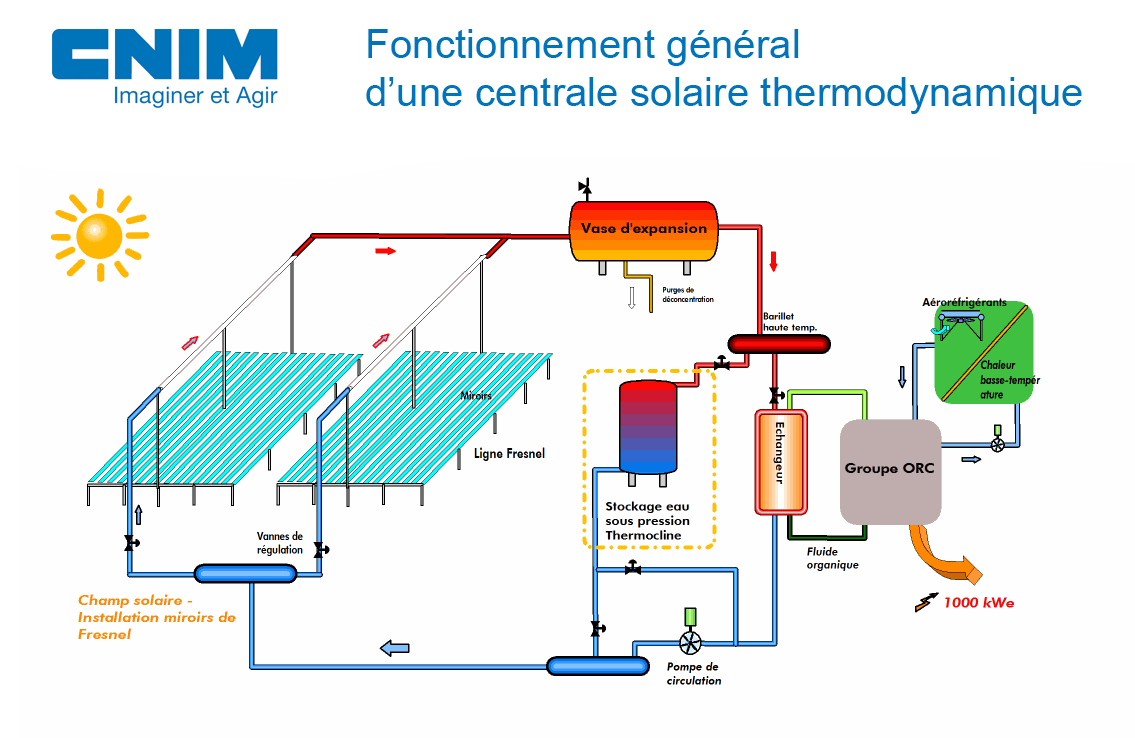 CNIM
Imaginer et Agir
Fonctionnement général
d’une centrale solaire thermodynamique
Vase d'expansion
Purges de
déconcentration
Barillet
haute temp.
Aéroréfrigérants
Chaleur
basse-tempér
ature
Miroirs
Ligne Fresnel
Echangeur
Groupe ORC
Stockage eau
sous pression
Thermocline
Vannes de
régulation
Fluide
organique
Champ solaire -
Installation miroirs de
Fresnel
1000 kWe
Pompe de
circulation